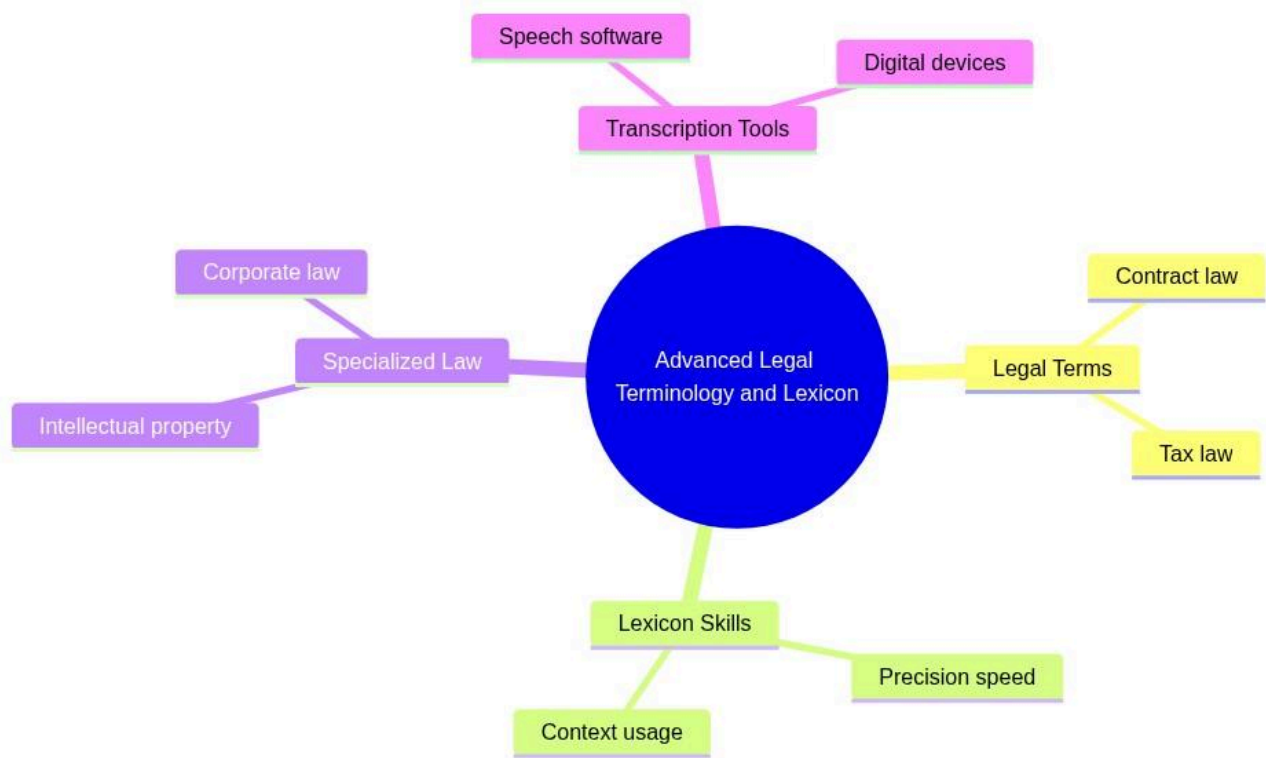 Speech software
Digital devices
Transcription Tools
Corporate law
Contract law
Specialized Law
Advanced Legal
Terminology and Lexicon
Legal Terms
Intellectual property
Tax law
Lexicon Skills
Precision speed
Context usage